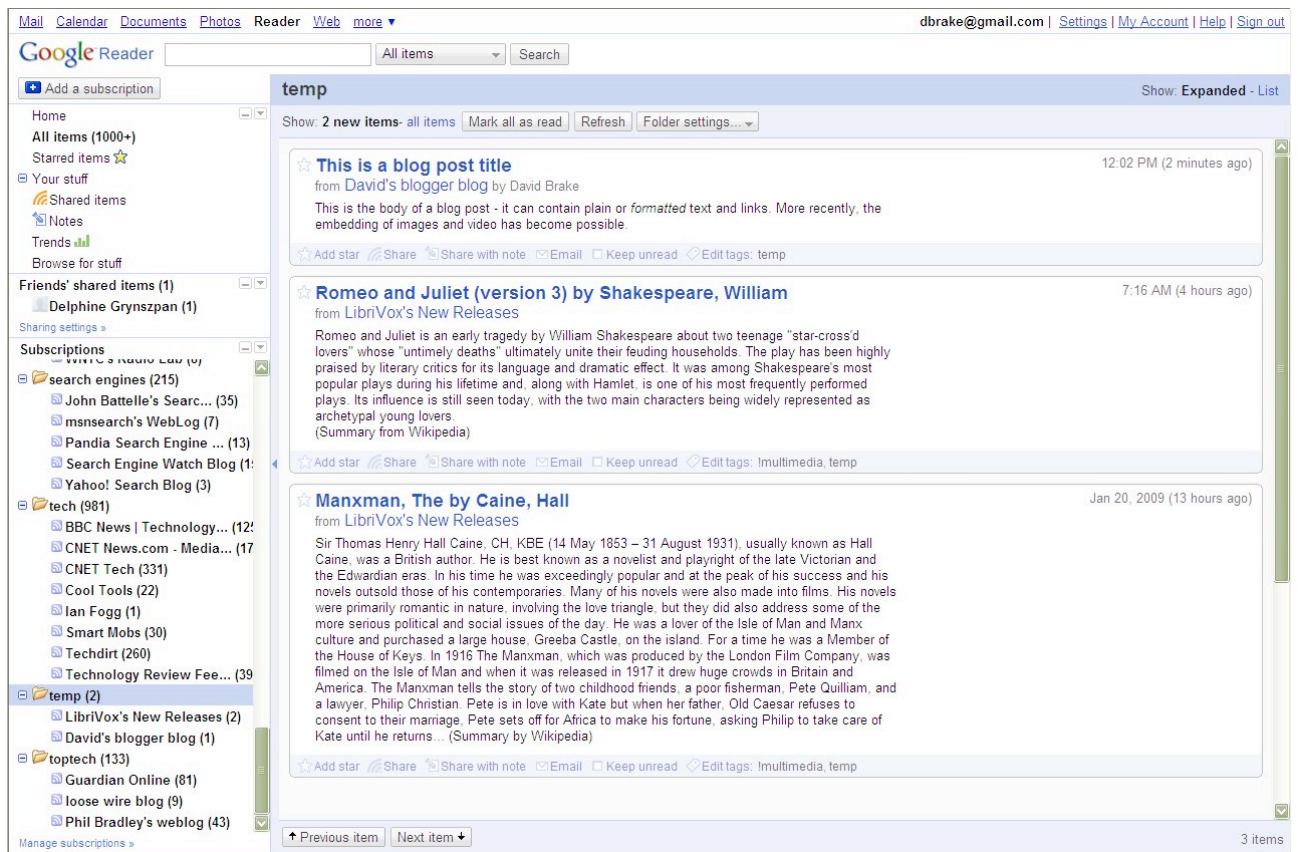 Mail Calendar Documents Photos Reader Web more ▼
dbrake@gmail.com | Settings | My Account | Help | Sign out
Google Reader All items Search
Add a subscription
Home
All items (1000+)
Starred items
Your stuff
Shared items
Notes
Trends
Browse for stuff
Friends' shared items (1)
Delphine Grynszpan (1)
Sharing settings »
Subscriptions
search engines (215)
John Battelle's Searc... (35)
msnsearch's WebLog (7)
Pandia Search Engine ... (13)
Search Engine Watch Blog
Yahoo! Search Blog (3)
tech (981)
BBC News | Technology... (125
CNET News.com - Media... (17
CNET Tech (331)
Cool Tools (22)
Ian Fogg (1)
Smart Mobs (30)
Techdirt (260)
Technology Review Fee... (39
temp (2)
LibriVox's New Releases (2)
David's blogger blog (1)
toptech (133)
Guardian Online (81)
loose wire blog (9)
Phil Bradley's weblog (43)
Manage subscriptions »
temp
Show: Expanded - List
Show: 2 new items- all items Mark all as read Refresh Folder settings...
This is a blog post title 12:02 PM (2 minutes ago)
from David's blogger blog by David Brake
This is the body of a blog post - it can contain plain or formatted text and links. More recently, the
embedding of images and video has become possible.
Add star Share Share with note Email Keep unread Edit tags: temp
Romeo and Juliet (version 3) by Shakespeare, William 7:16 AM (4 hours ago)
from LibriVox's New Releases
Romeo and Juliet is an early tragedy by William Shakespeare about two teenage "star-cross'd
lovers" whose "untimely deaths" ultimately unite their feuding households. The play has been highly
praised by literary critics for its language and dramatic effect. It was among Shakespeare's most
popular plays during his lifetime and, along with Hamlet, is one of his most frequently performed
plays. Its influence is still seen today, with the two main characters being widely represented as
archetypal young lovers.
(Summary from Wikipedia)
Add star Share Share with note Email Keep unread Edit tags: !multimedia, temp
Manxman, The by Caine, Hall Jan 20, 2009 (13 hours ago)
from LibriVox's New Releases
Sir Thomas Henry Hall Caine, CH, KBE (14 May 1853 – 31 August 1931), usually known as Hall
Caine, was a British author. He is best known as a novelist and playright of the late Victorian and
the Edwardian eras. In his time he was exceedingly popular and at the peak of his success and his
novels outsold those of his contemporaries. Many of his novels were also made into films. His novels
were primarily romantic in nature, involving the love triangle, but they did also address some of the
more serious political and social issues of the day. He was a lover of the Isle of Man and Manx
culture and purchased a large house, Greeba Castle, on the island. For a time he was a Member of
the House of Keys. In 1916 The Manxman, which was produced by the London Film Company, was
filmed on the Isle of Man and when it was released in 1917 it drew huge crowds in Britain and
America. The Manxman tells the story of two childhood friends, a poor fisherman, Pete Quilliam, and
a lawyer, Philip Christian. Pete is in love with Kate but when her father, Old Caesar refuses to
consent to their marriage, Pete sets off for Africa to make his fortune, asking Philip to take care of
Kate until he returns... (Summary by Wikipedia)
Add star Share Share with note Email Keep unread Edit tags: !multimedia, temp
Previous item Next item 3 items